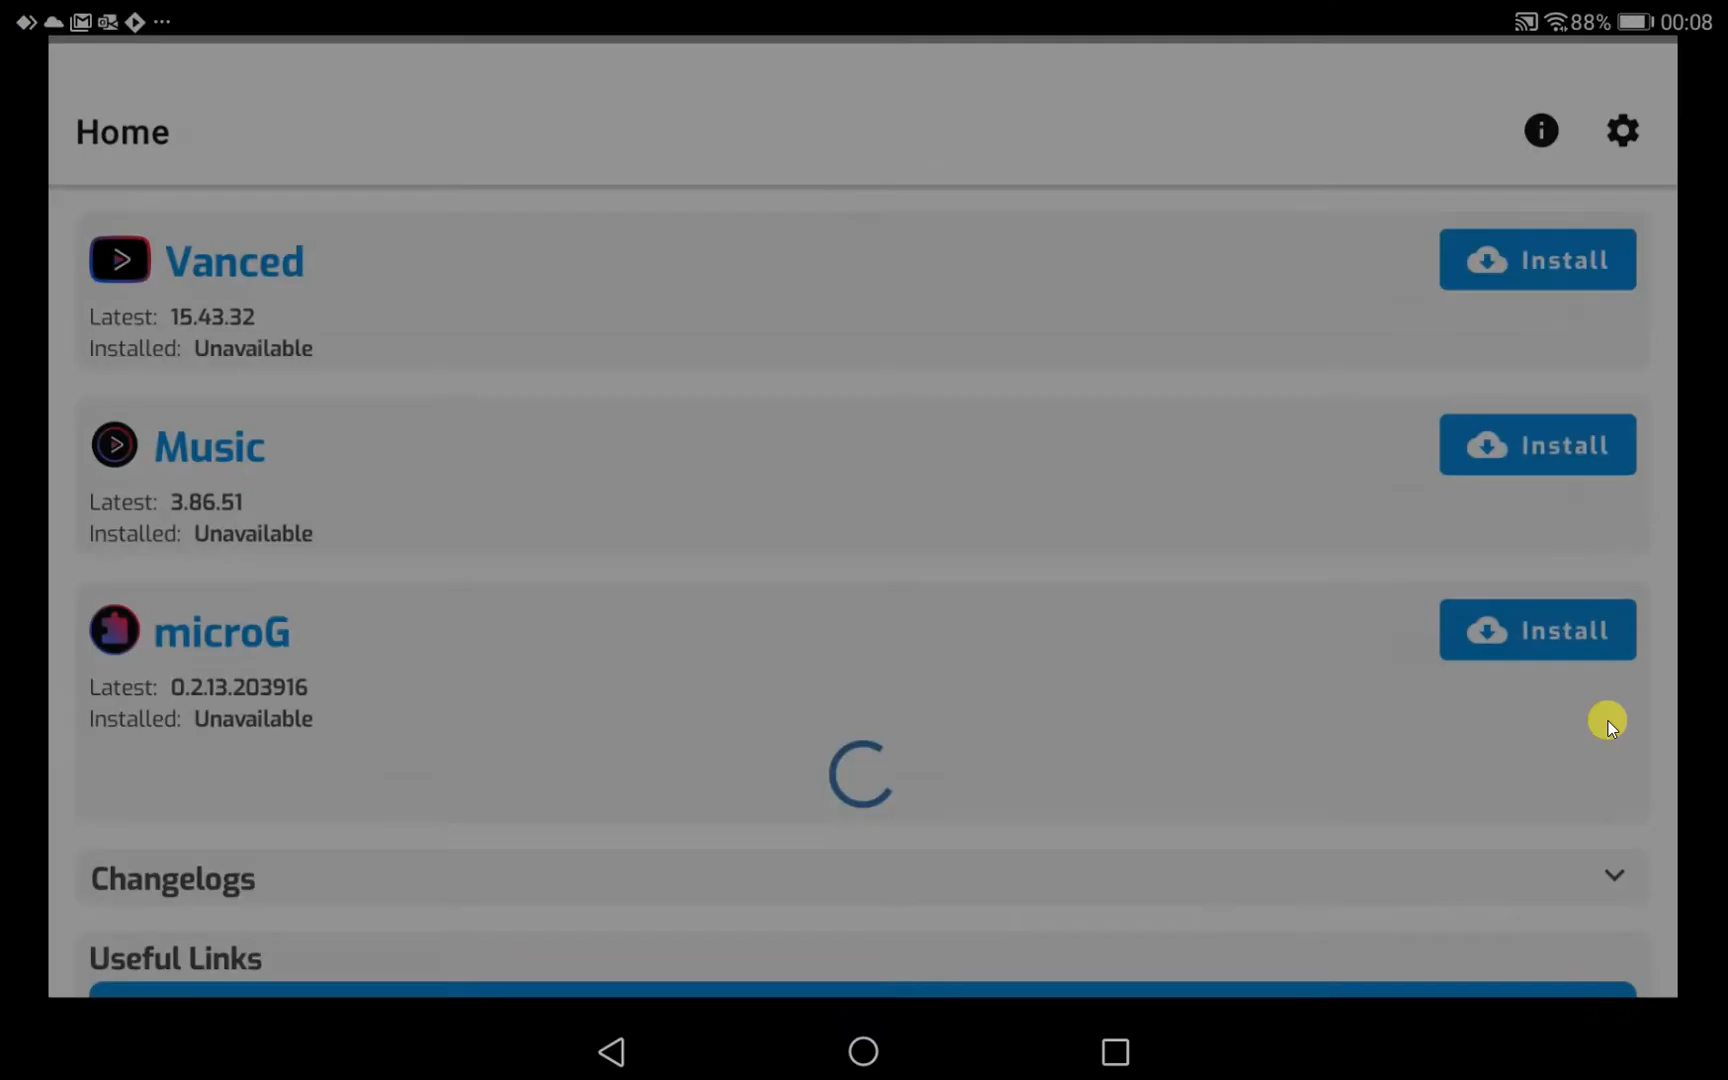 88% 00:08
Home
Vanced Install
Latest: 15.43.32
Installed: Unavailable
Music Install
Latest: 3.86.51
Installed: Unavailable
microG Install
Latest: 0.2.13.203916
Installed: Unavailable
Changelogs
Useful Links